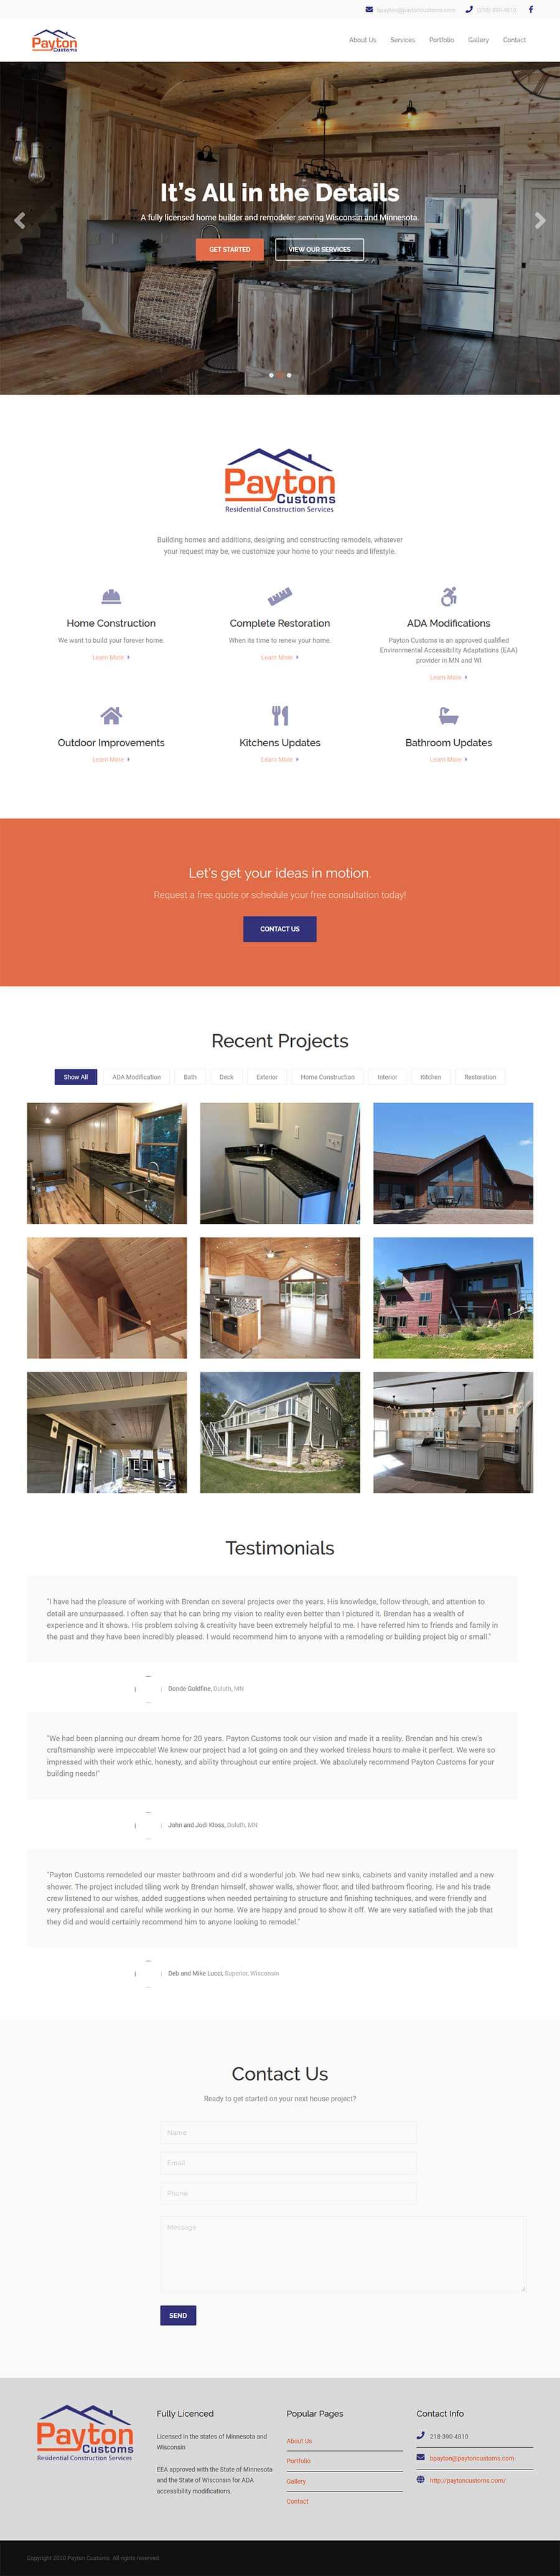 bpayton@paytoncustoms.com
(218)-390-4810
Payton
Customs
About Us
Services
Portfolio
Gallery
Contact
It's All in the Details
A fully licensed home builder and remodeler serving Wisconsin and Minnesota.
GET STARTED
VIEW OUR SERVICES
Payton
Customs
Residential Construction Services
Building homes and additions, designing and constructing remodels, whatever
your request may be, we customize your home to your needs and lifestyle.
Home Construction
We want to build your forever home.
Learn More
Complete Restoration
When its time to renew your home.
Learn More
ADA Modifications
Payton Customs is an approved qualified
Environmental Accessibility Adaptations (EAA)
provider in MN and WI
Learn More
Outdoor Improvements
Learn More
Kitchens Updates
Learn More
Bathroom Updates
Learn More
Let's get your ideas in motion.
Request a free quote or schedule your free consultation today!
CONTACT US
Recent Projects
Show All
ADA Modification
Bath
Deck
Exterior
Home Construction
Interior
Kitchen
Restoration
Testimonials
"I have had the pleasure of working with Brendan on several projects over the years. His knowledge, follow-through, and attention to
detail are unsurpassed. I often say that he can bring my vision to reality even better than I pictured it. Brendan has a wealth of
experience and it shows. His problem solving & creativity have been extremely helpful to me. I have referred him to friends and family in
the past and they have been incredibly pleased. I would recommend him to anyone with a remodeling or building project big or small."
Donde Goldfine, Duluth, MN
"We had been planning our dream home for 20 years. Payton Customs took our vision and made it a reality. Brendan and his crew's
craftsmanship were impeccable! We knew our project had a lot going on and they worked tireless hours to make it perfect. We were so
impressed with their work ethic, honesty, and ability throughout our entire project. We absolutely recommend Payton Customs for your
building needs!"
John and Jodi Kloss, Duluth, MN
"Payton Customs remodeled our master bathroom and did a wonderful job. We had new sinks, cabinets and vanity installed and a new
shower. The project included tiling work by Brendan himself, shower walls, shower floor, and tiled bathroom flooring. He and his trade
crew listened to our wishes, added suggestions when needed pertaining to structure and finishing techniques, and were friendly and
very professional and careful while working in our home. We are happy and proud to show it off. We are very satisfied with the job that
they did and would certainly recommend him to anyone looking to remodel."
Deb and Mike Lucci, Superior, Wisconsin
Contact Us
Ready to get started on your next house project?
Name
Email
Phone
Message
SEND
Payton
Customs
Residential Construction Services
Fully Licenced
Licensed in the states of Minnesota and
Wisconsin
EEA approved with the State of Minnesota
and the State of Wisconsin for ADA
accessibility modifications.
Popular Pages
About Us
Portfolio
Gallery
Contact
Contact Info
218-390-4810
bpayton@paytoncustoms.com
http://paytoncustoms.com/
Copyright 2020 Payton Customs. All rights reserved.